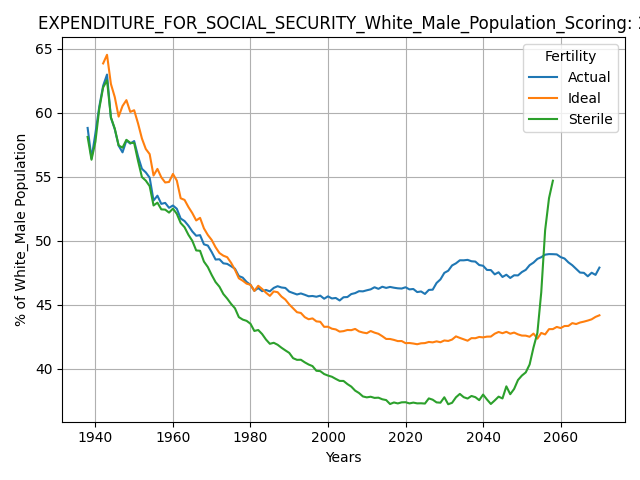 EXPENDITURE_FOR_SOCIAL_SECURITY_White_Male_Population_Scoring:
Fertility
Actual
Ideal
Sterile
% of White_Male Population
65
60
55
50
45
40
1940 1960 1980 2000 2020 2040 2060
Years